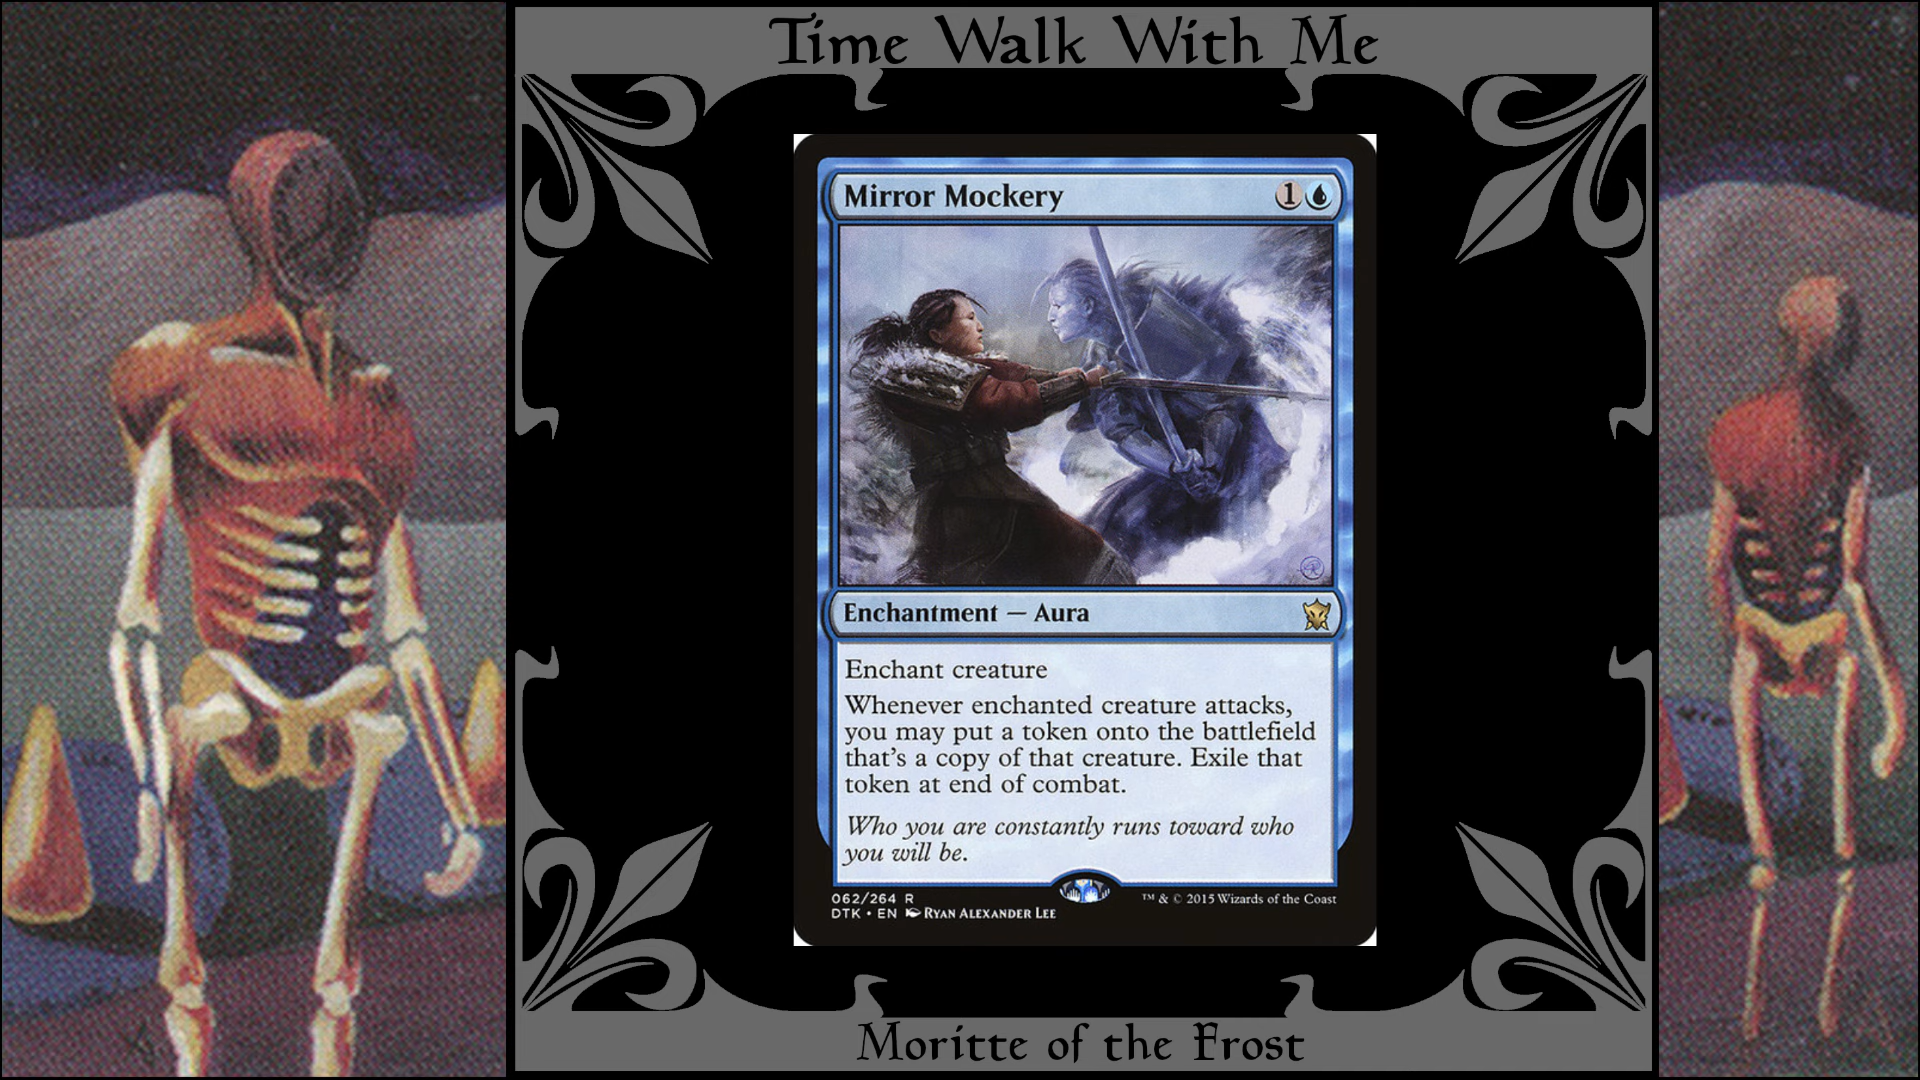 Time Walk With Me
Mirror Mockery 1
Enchantment — Aura
Enchant creature
Whenever enchanted creature attacks,
you may put a token onto the battlefield
that's a copy of that creature. Exile that
token at end of combat.
Who you are constantly runs toward who
you will be.
062/264 R
DTK • EN Ryan Alexander Lee
™ & © 2015 Wizards of the Coast
Moritte of the Frost